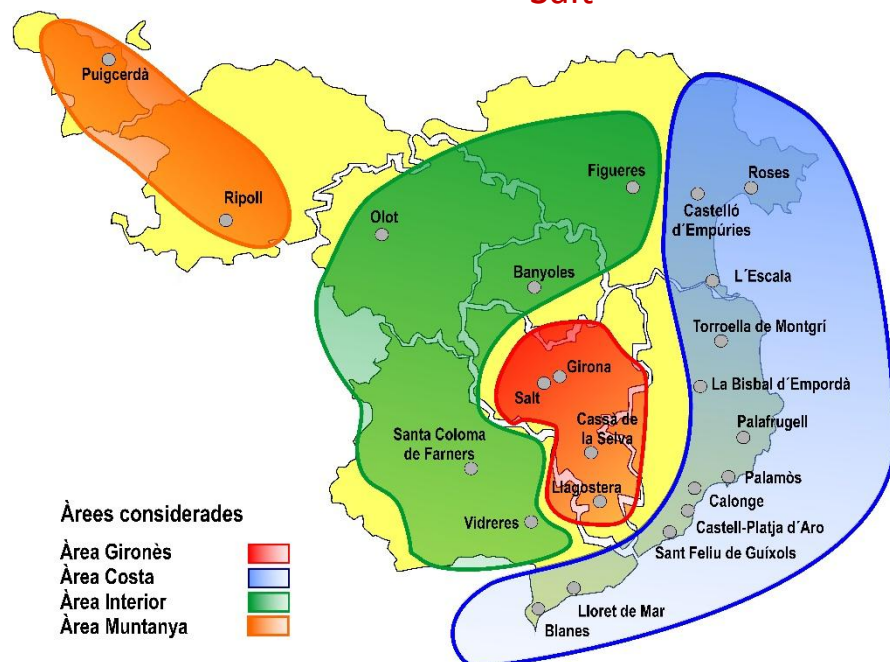 Salt
Puigcerdà
Ripoll
Olot
Figueres
Banyoles
Roses
Castelló
d´Empúries
L´Escala
Torroella de Montgrí
La Bisbal d´Empordà
Palafrugell
Palamòs
Calonge
Castell-Platja d´Aro
Sant Feliu de Guíxols
Lloret de Mar
Blanes
Girona
Salt
Cassà de
la Selva
Llagostera
Santa Coloma
de Farners
Vidreres
Àrees considerades
Àrea Gironès
Àrea Costa
Àrea Interior
Àrea Muntanya